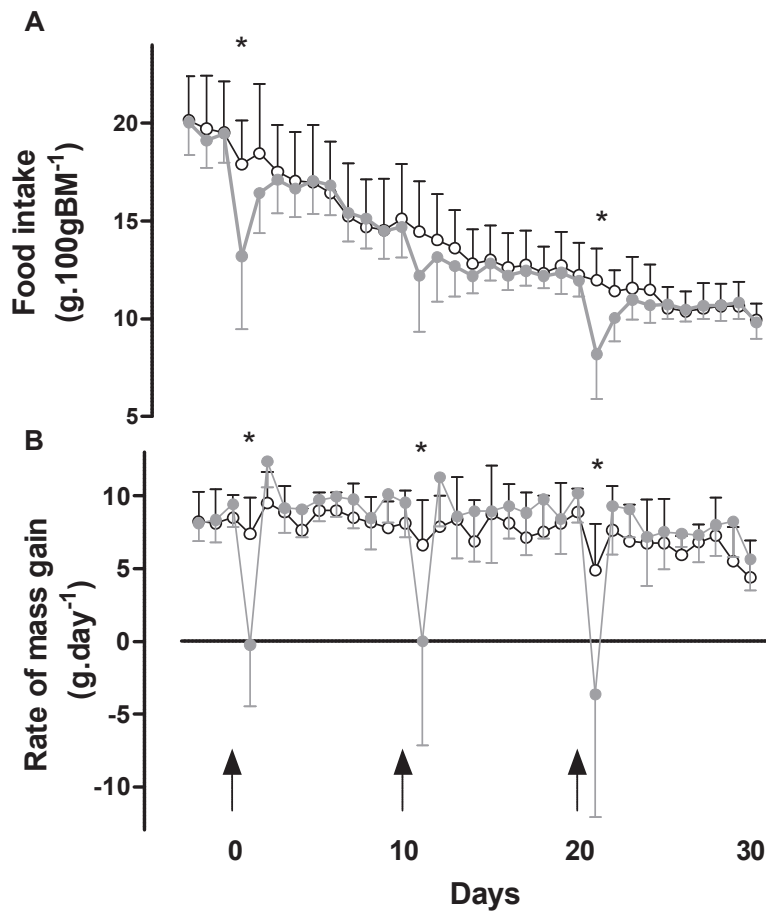 A
*
20
15
10
5
*
Food intake
(g.100gBM⁻¹)
B
* * *
10
5
0
-5
-10
Rate of mass gain
(g.day⁻¹)
0 10 20 30
Days